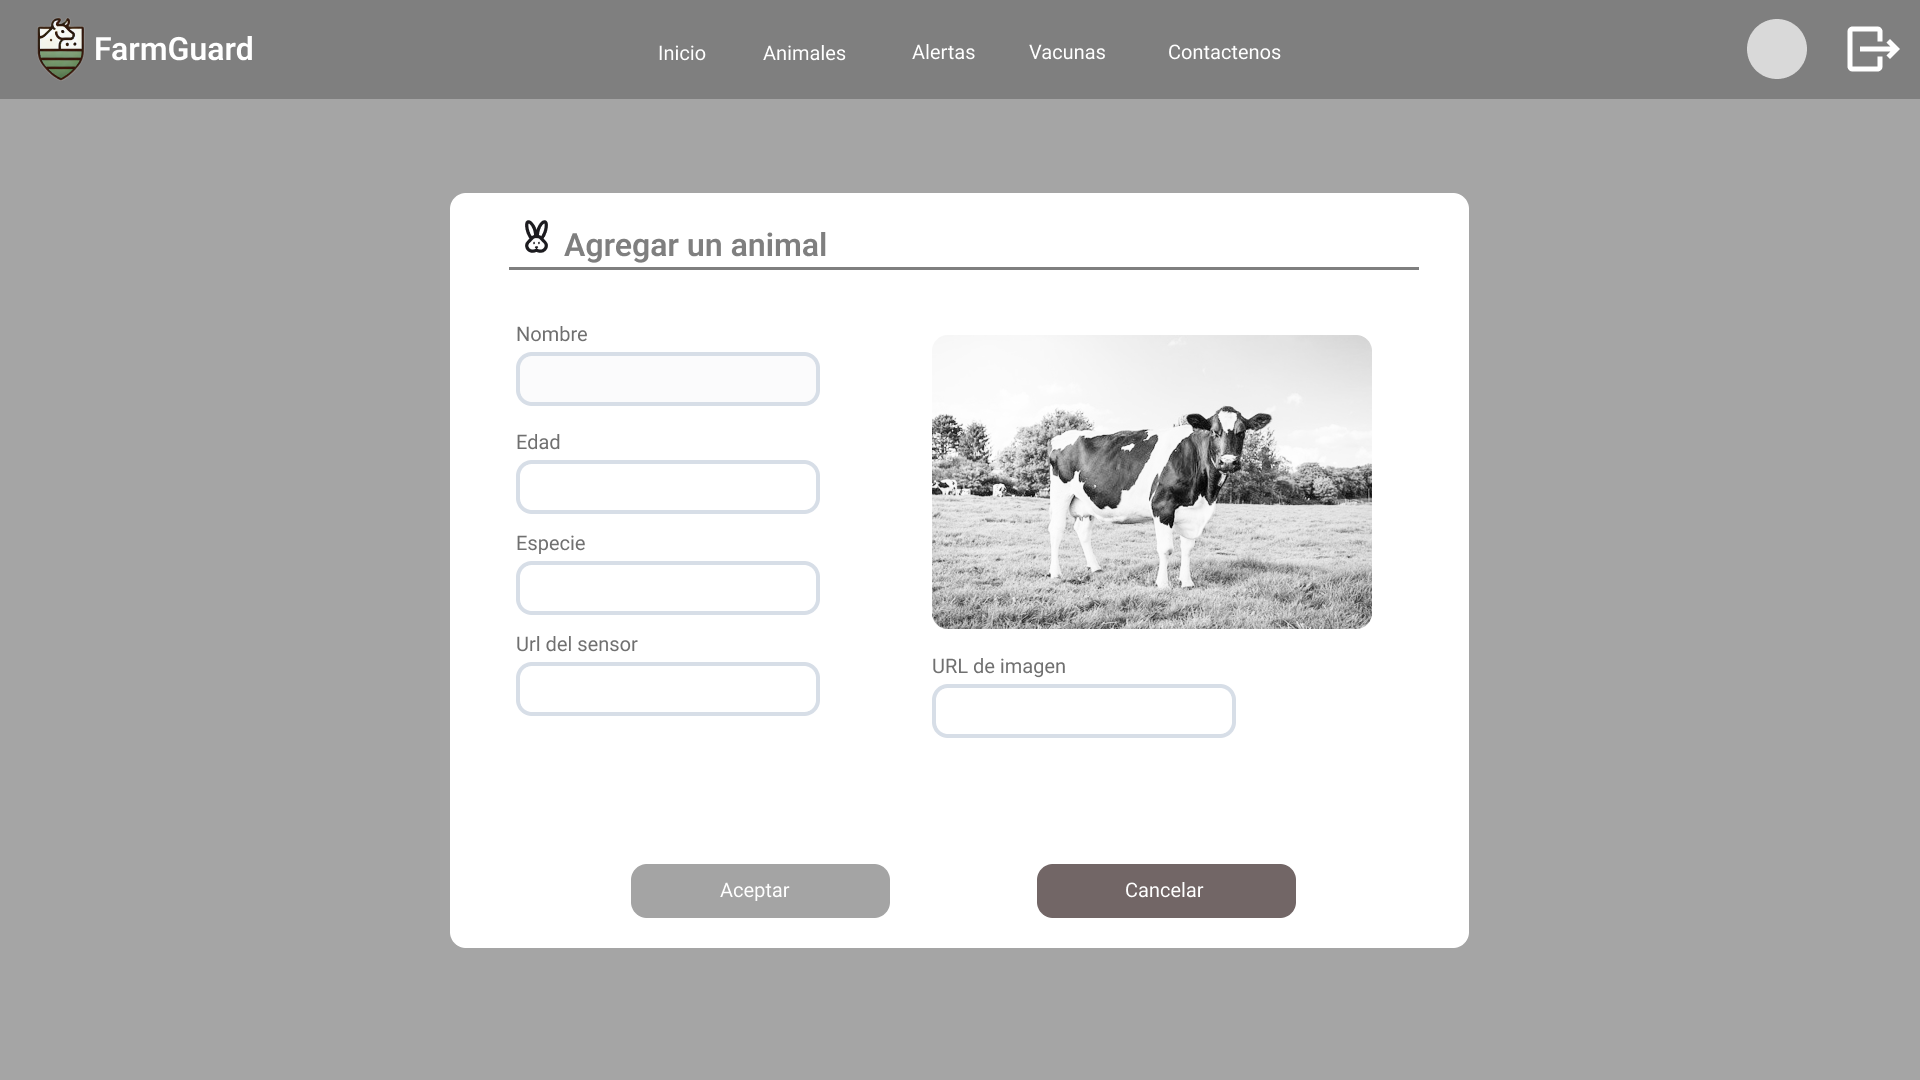 FarmGuard
Inicio
Animales
Alertas
Vacunas
Contactenos
Agregar un animal
Nombre
Edad
Especie
Url del sensor
URL de imagen
Aceptar
Cancelar